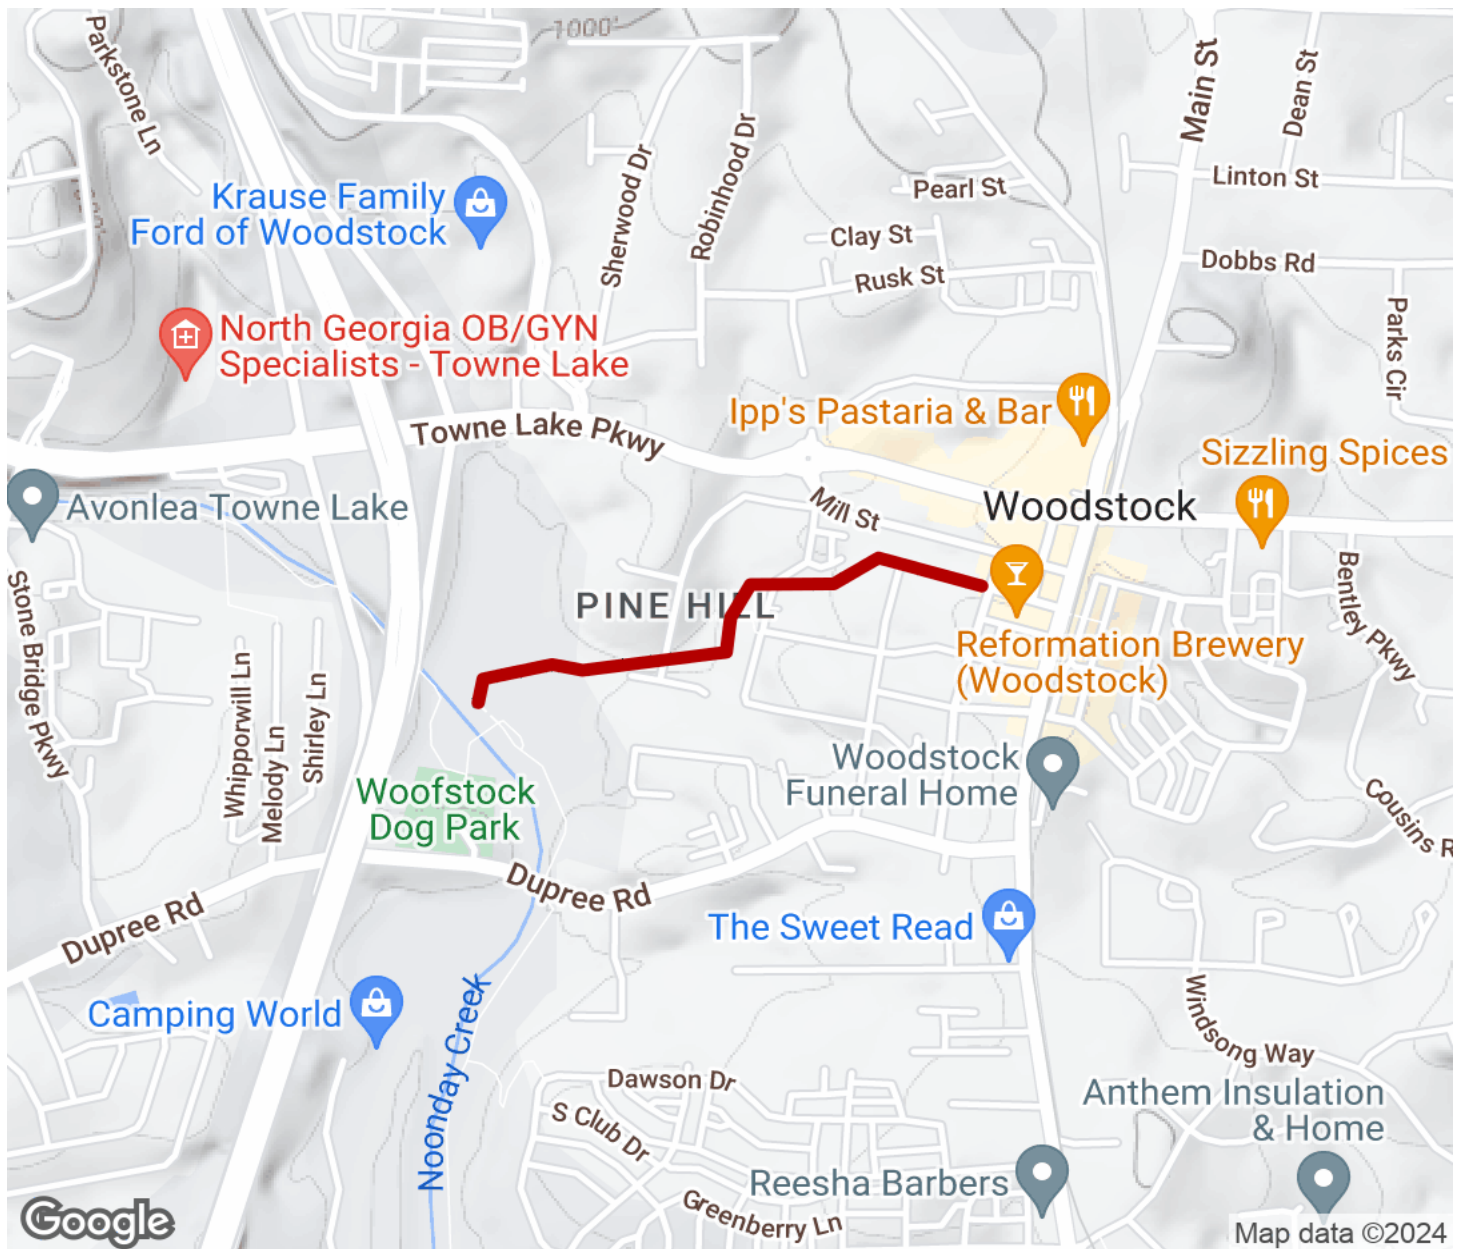 1000'
Parkstone Ln
Main St
Dean St
Sherwood Dr
Robinhood Dr
Linton St
Pearl St
Krause Family
Ford of Woodstock
Clay St
Dobbs Rd
Rusk St
1000'
Parks Cir
North Georgia OB/GYN
Specialists - Towne Lake
Ipp's Pastaria & Bar
Towne Lake Pkwy
Sizzling Spices
Avonlea Towne Lake
Mill St
Woodstock
Bentley Pkwy
Stone Bridge Pkwy
PINE HILL
Reformation Brewery
(Woodstock)
Whipporwill Ln
Melody Ln
Shirley Ln
Woodstock
Funeral Home
Woofstock
Dog Park
Cousins R
Dupree Rd
Dupree Rd
The Sweet Read
Camping World
Noonday Creek
Windsong Way
Dawson Dr
S Club Dr
Anthem Insulation
& Home
Reesha Barbers
Greenberry Ln
Google
Map data ©2024